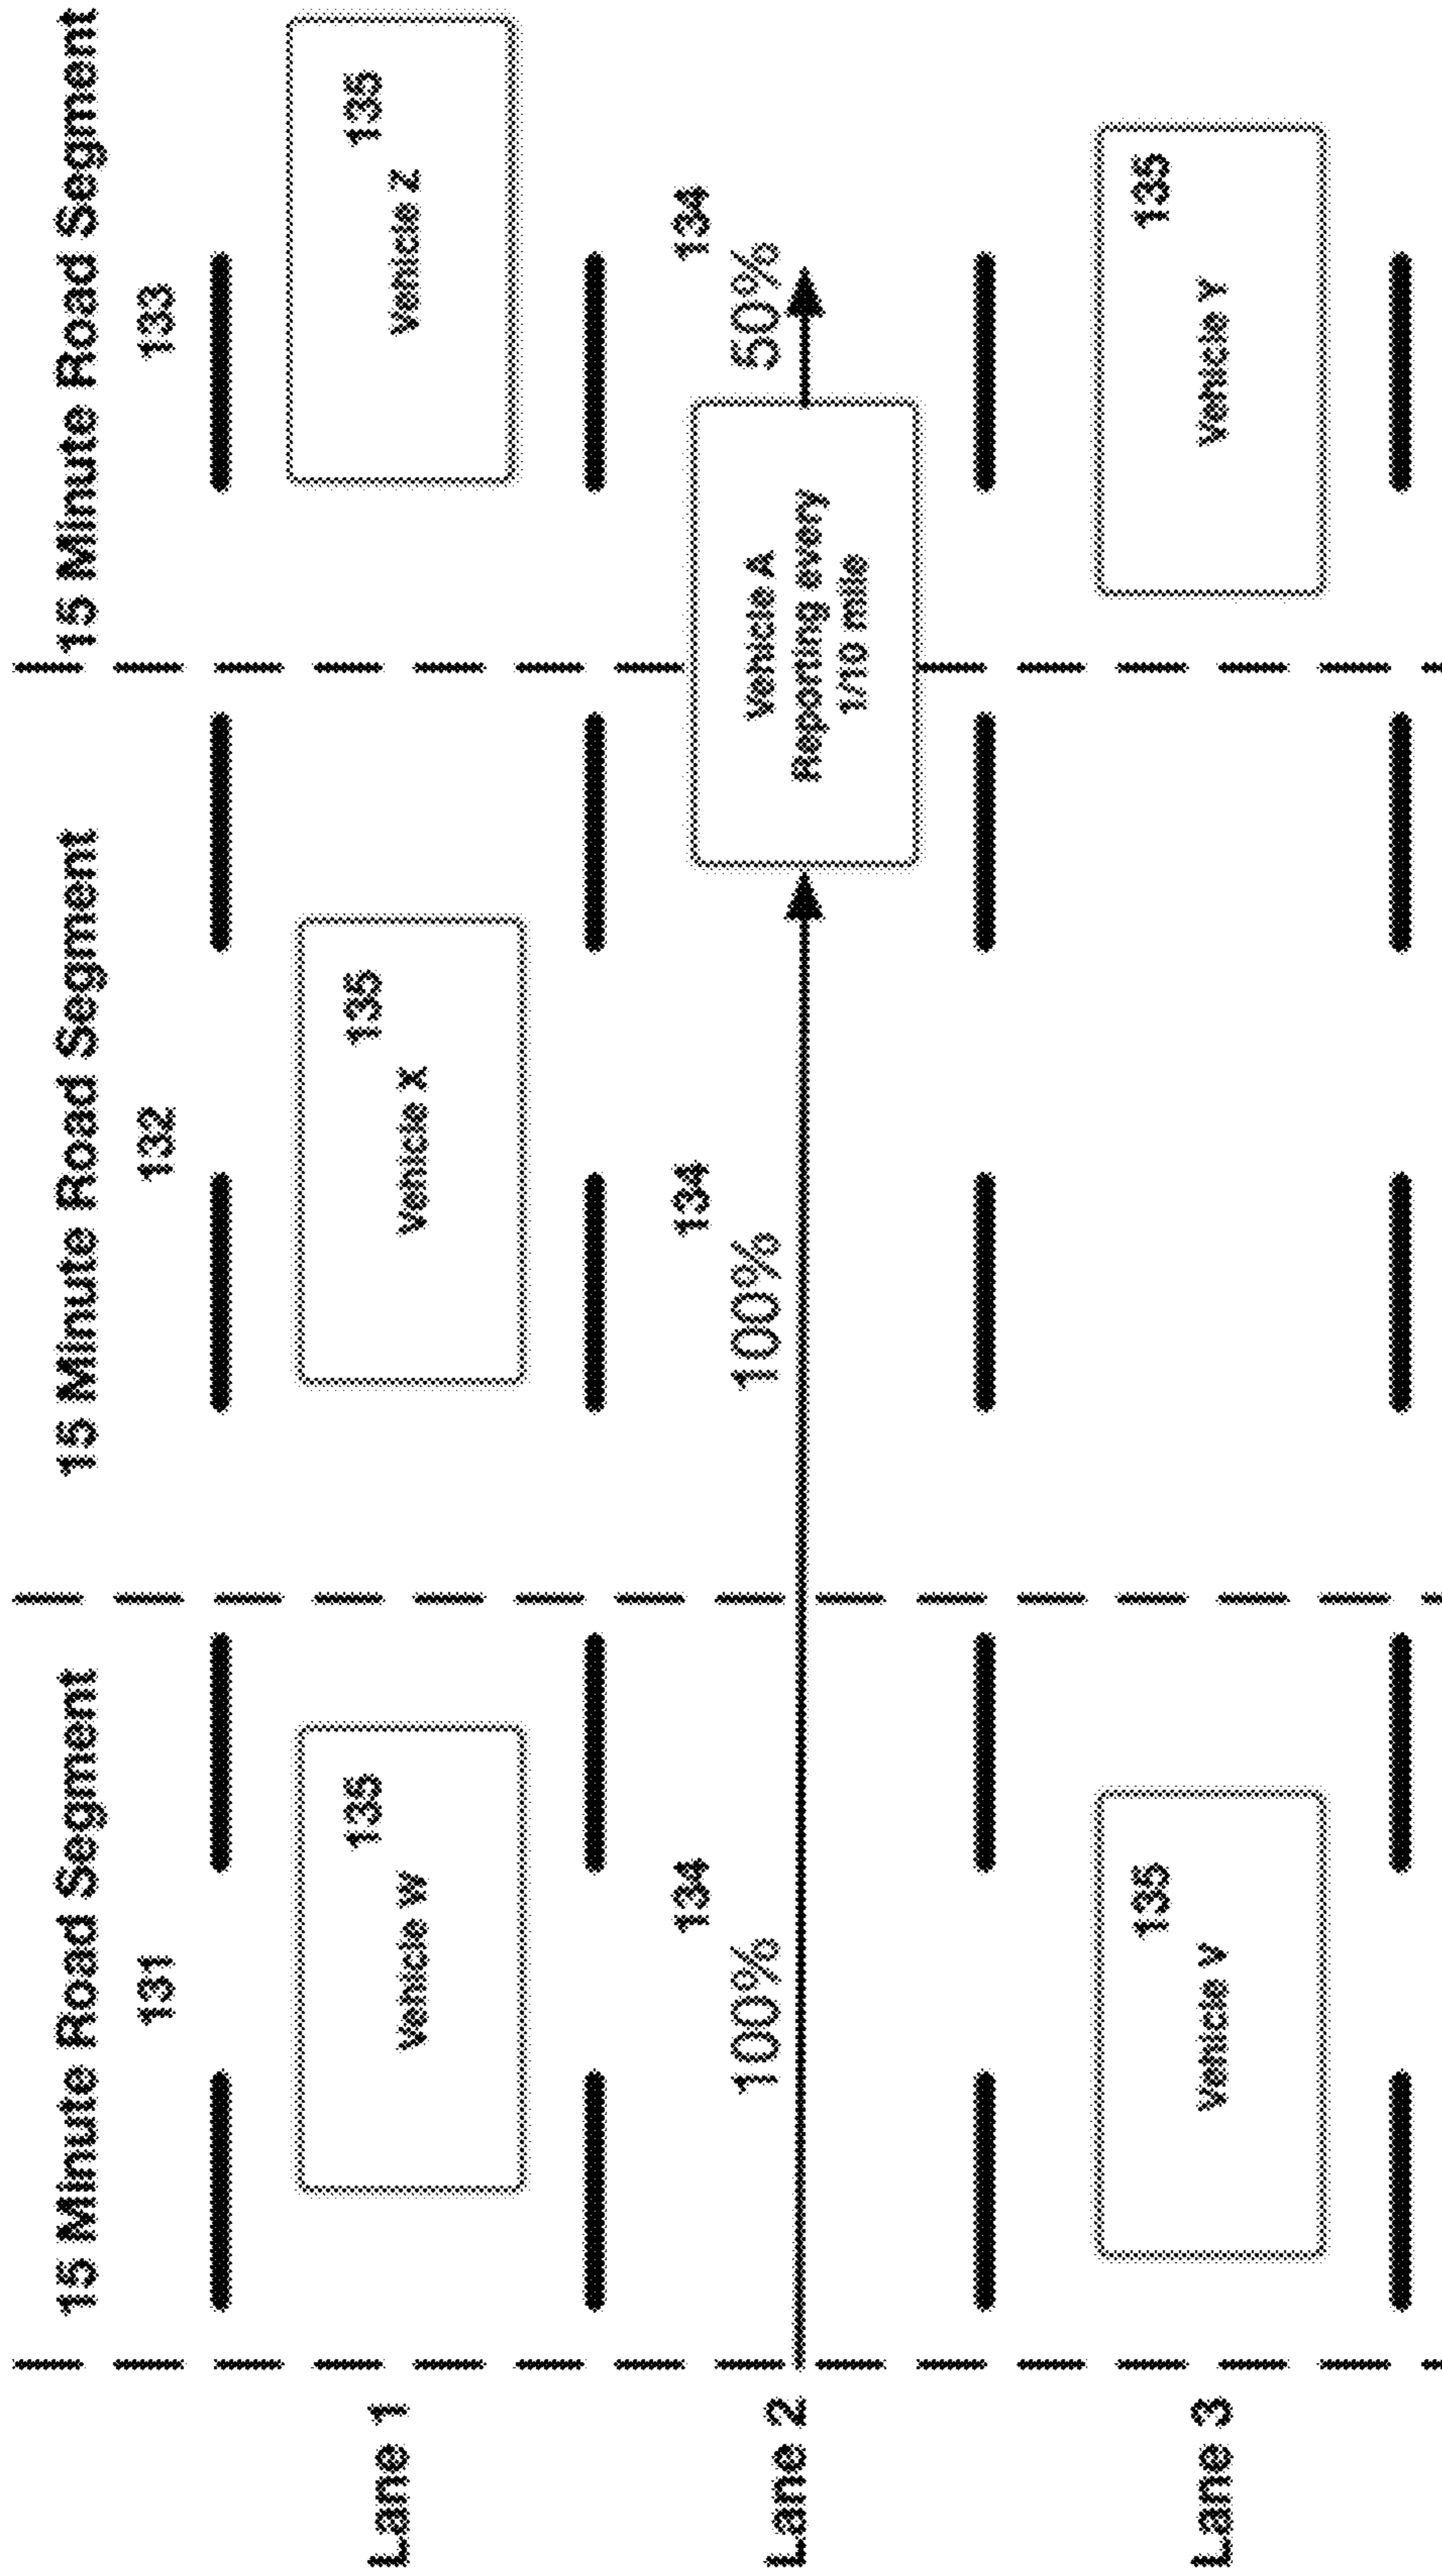 15 Minute Road Segment
15 Minute Road Segment
15 Minute Road Segment
131
132
133
Lane 1
135
Vehicle W
135
Vehicle X
135
Vehicle Z
134
134
134
100%
100%
50%
Lane 2
Vehicle A
Reporting every
1/10 mile
Lane 3
135
Vehicle V
135
Vehicle Y